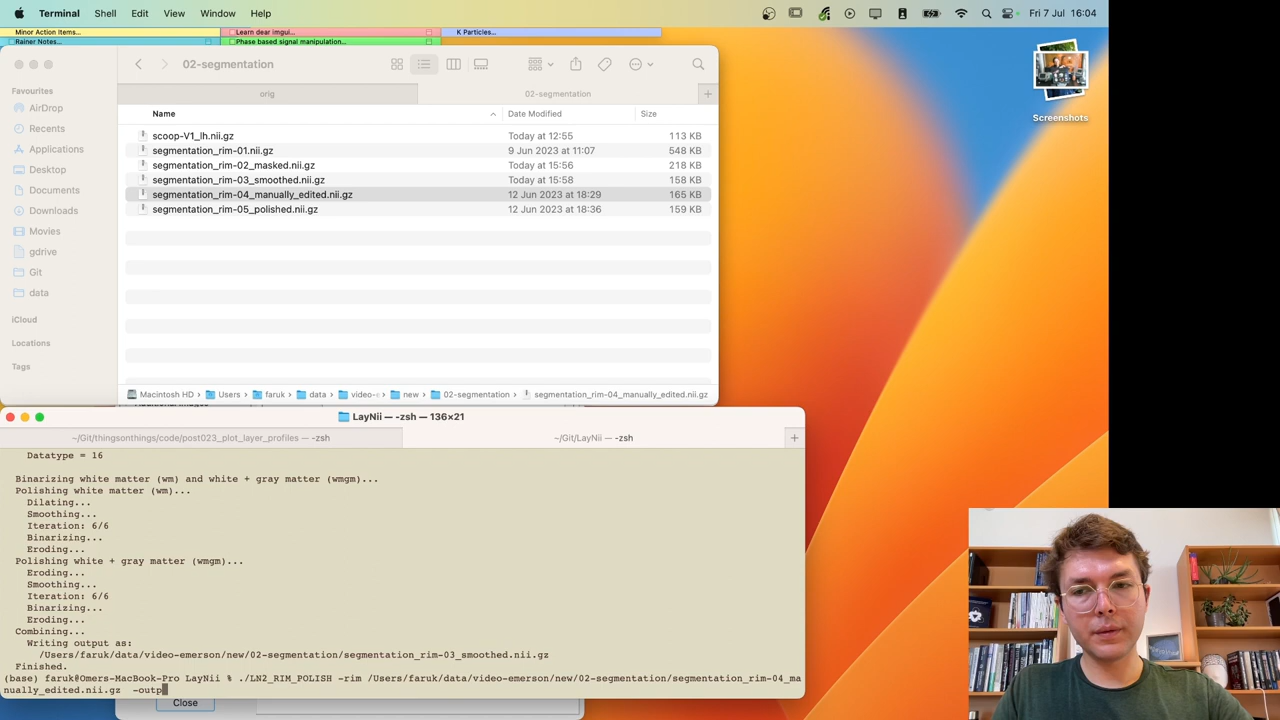 Terminal Shell Edit View Window Help Fri 7 Jul 16:04
Minor Action Items... Learn dear imgui... K Particles...
Rainer Notes... Phase based signal manipulation...
02-segmentation
orig 02-segmentation
Favourites
AirDrop
Recents
Applications
Desktop
Documents
Downloads
Movies
gdrive
Git
data
iCloud
Locations
Tags
Name Date Modified Size
scoop-V1_lh.nii.gz Today at 12:55 113 KB
segmentation_rim-01.nii.gz 9 Jun 2023 at 11:07 548 KB
segmentation_rim-02_masked.nii.gz Today at 15:56 218 KB
segmentation_rim-03_smoothed.nii.gz Today at 15:58 158 KB
segmentation_rim-04_manually_edited.nii.gz 12 Jun 2023 at 18:29 165 KB
segmentation_rim-05_polished.nii.gz 12 Jun 2023 at 18:36 159 KB
Macintosh HD › Users › faruk › data › video-e › new › 02-segmentation › segmentation_rim-04_manually_edited.nii.gz
Screenshots
LayNii — -zsh — 136×21
~/Git/thingsonthings/code/post023_plot_layer_profiles — -zsh ~/Git/LayNii — -zsh
Datatype = 16
Binarizing white matter (wm) and white + gray matter (wmgm)...
Polishing white matter (wm)...
Dilating...
Smoothing...
Iteration: 6/6
Binarizing...
Eroding...
Polishing white + gray matter (wmgm)...
Eroding...
Smoothing...
Iteration: 6/6
Binarizing...
Eroding...
Combining...
Writing output as:
/Users/faruk/data/video-emerson/new/02-segmentation/segmentation_rim-03_smoothed.nii.gz
Finished.
(base) faruk@Omers-MacBook-Pro LayNii % ./LN2_RIM_POLISH -rim /Users/faruk/data/video-emerson/new/02-segmentation/segmentation_rim-04_ma
nually_edited.nii.gz -outp
Close